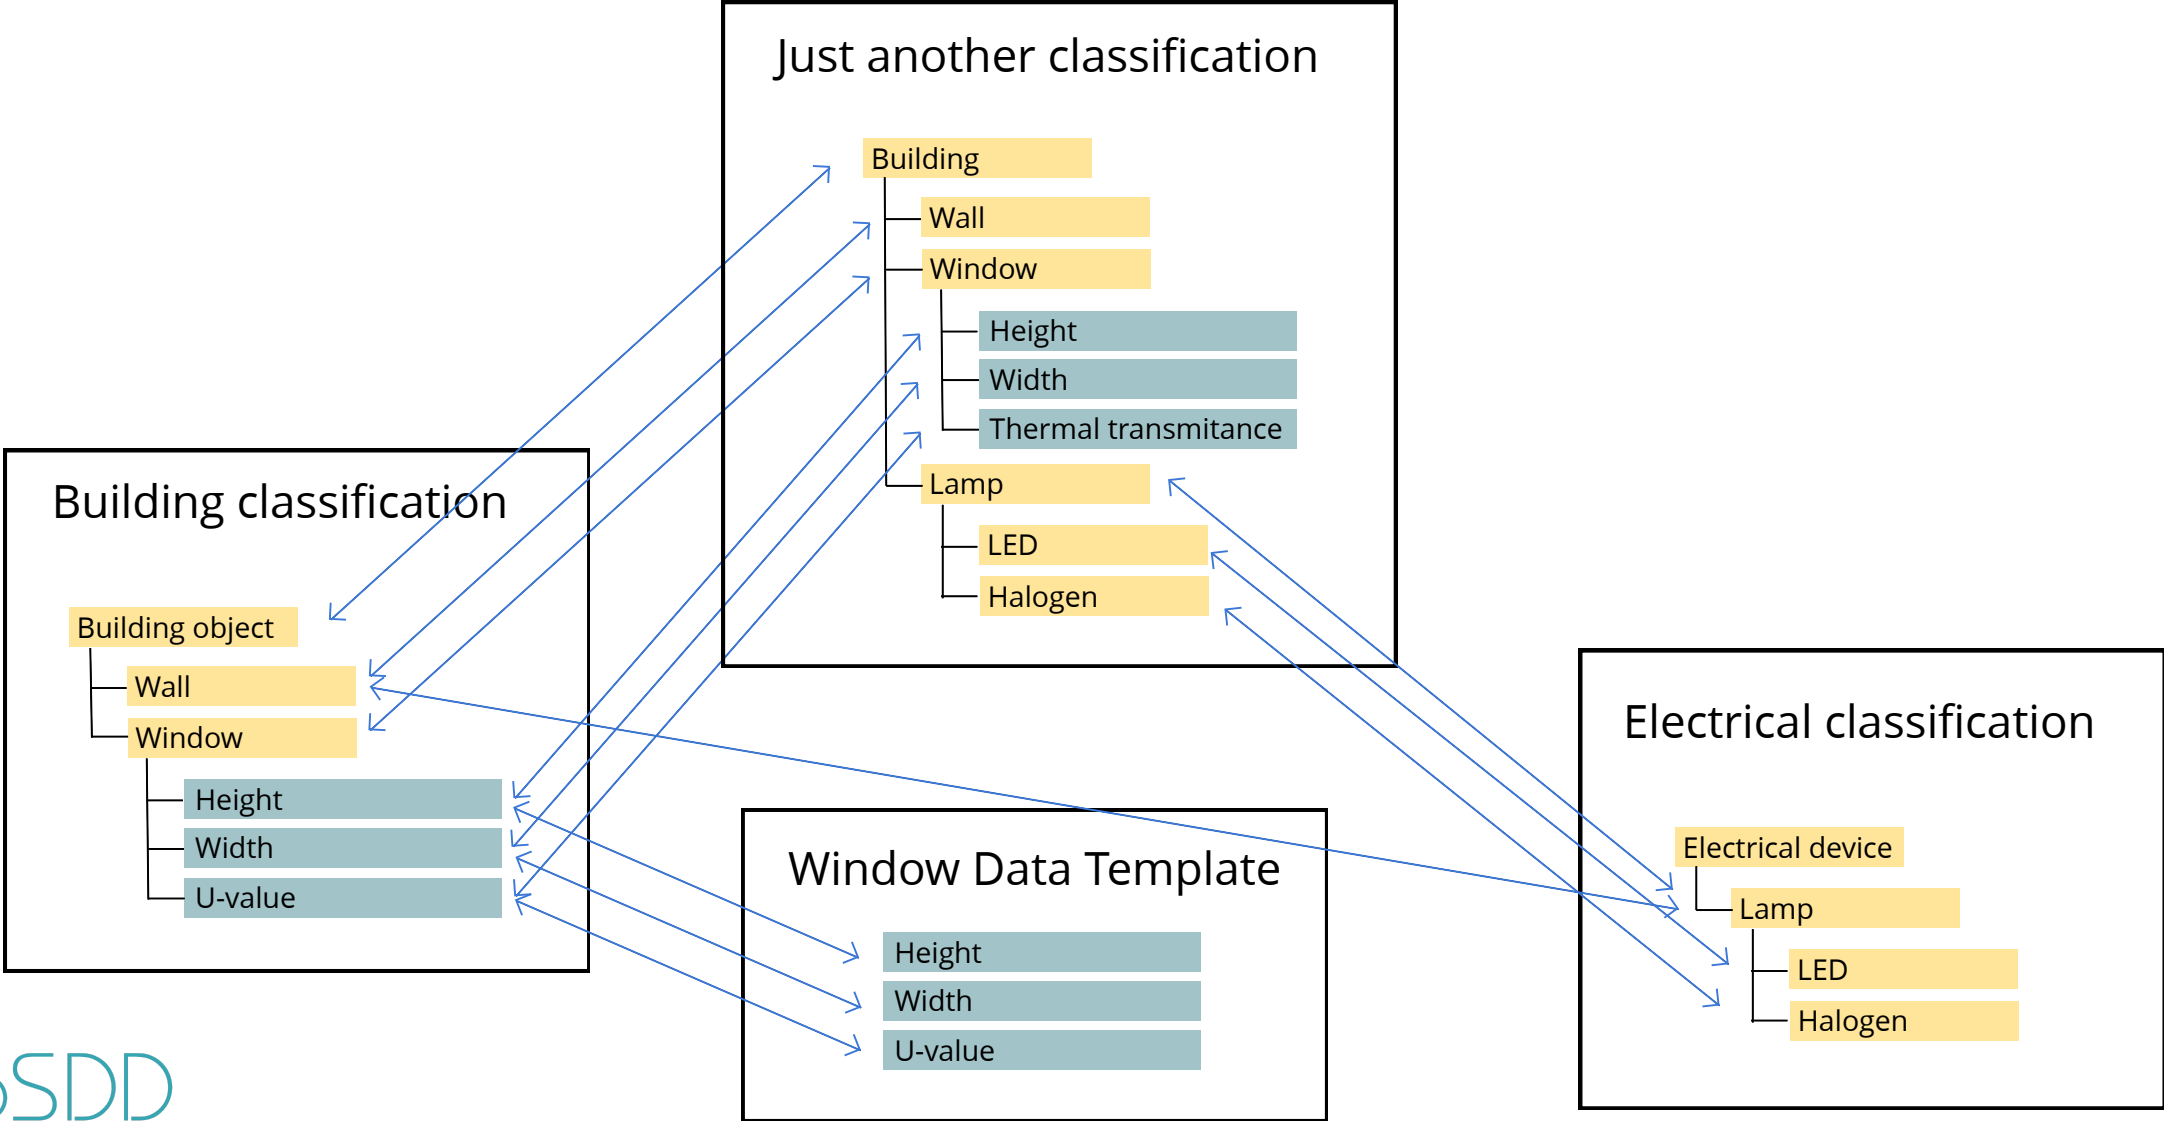 Just another classification
Building
Wall
Window
Height
Width
Thermal transmitance
Lamp
LED
Halogen
Building classification
Building object
Wall
Window
Height
Width
U-value
Window Data Template
Height
Width
U-value
Electrical classification
Electrical device
Lamp
LED
Halogen
bSDD